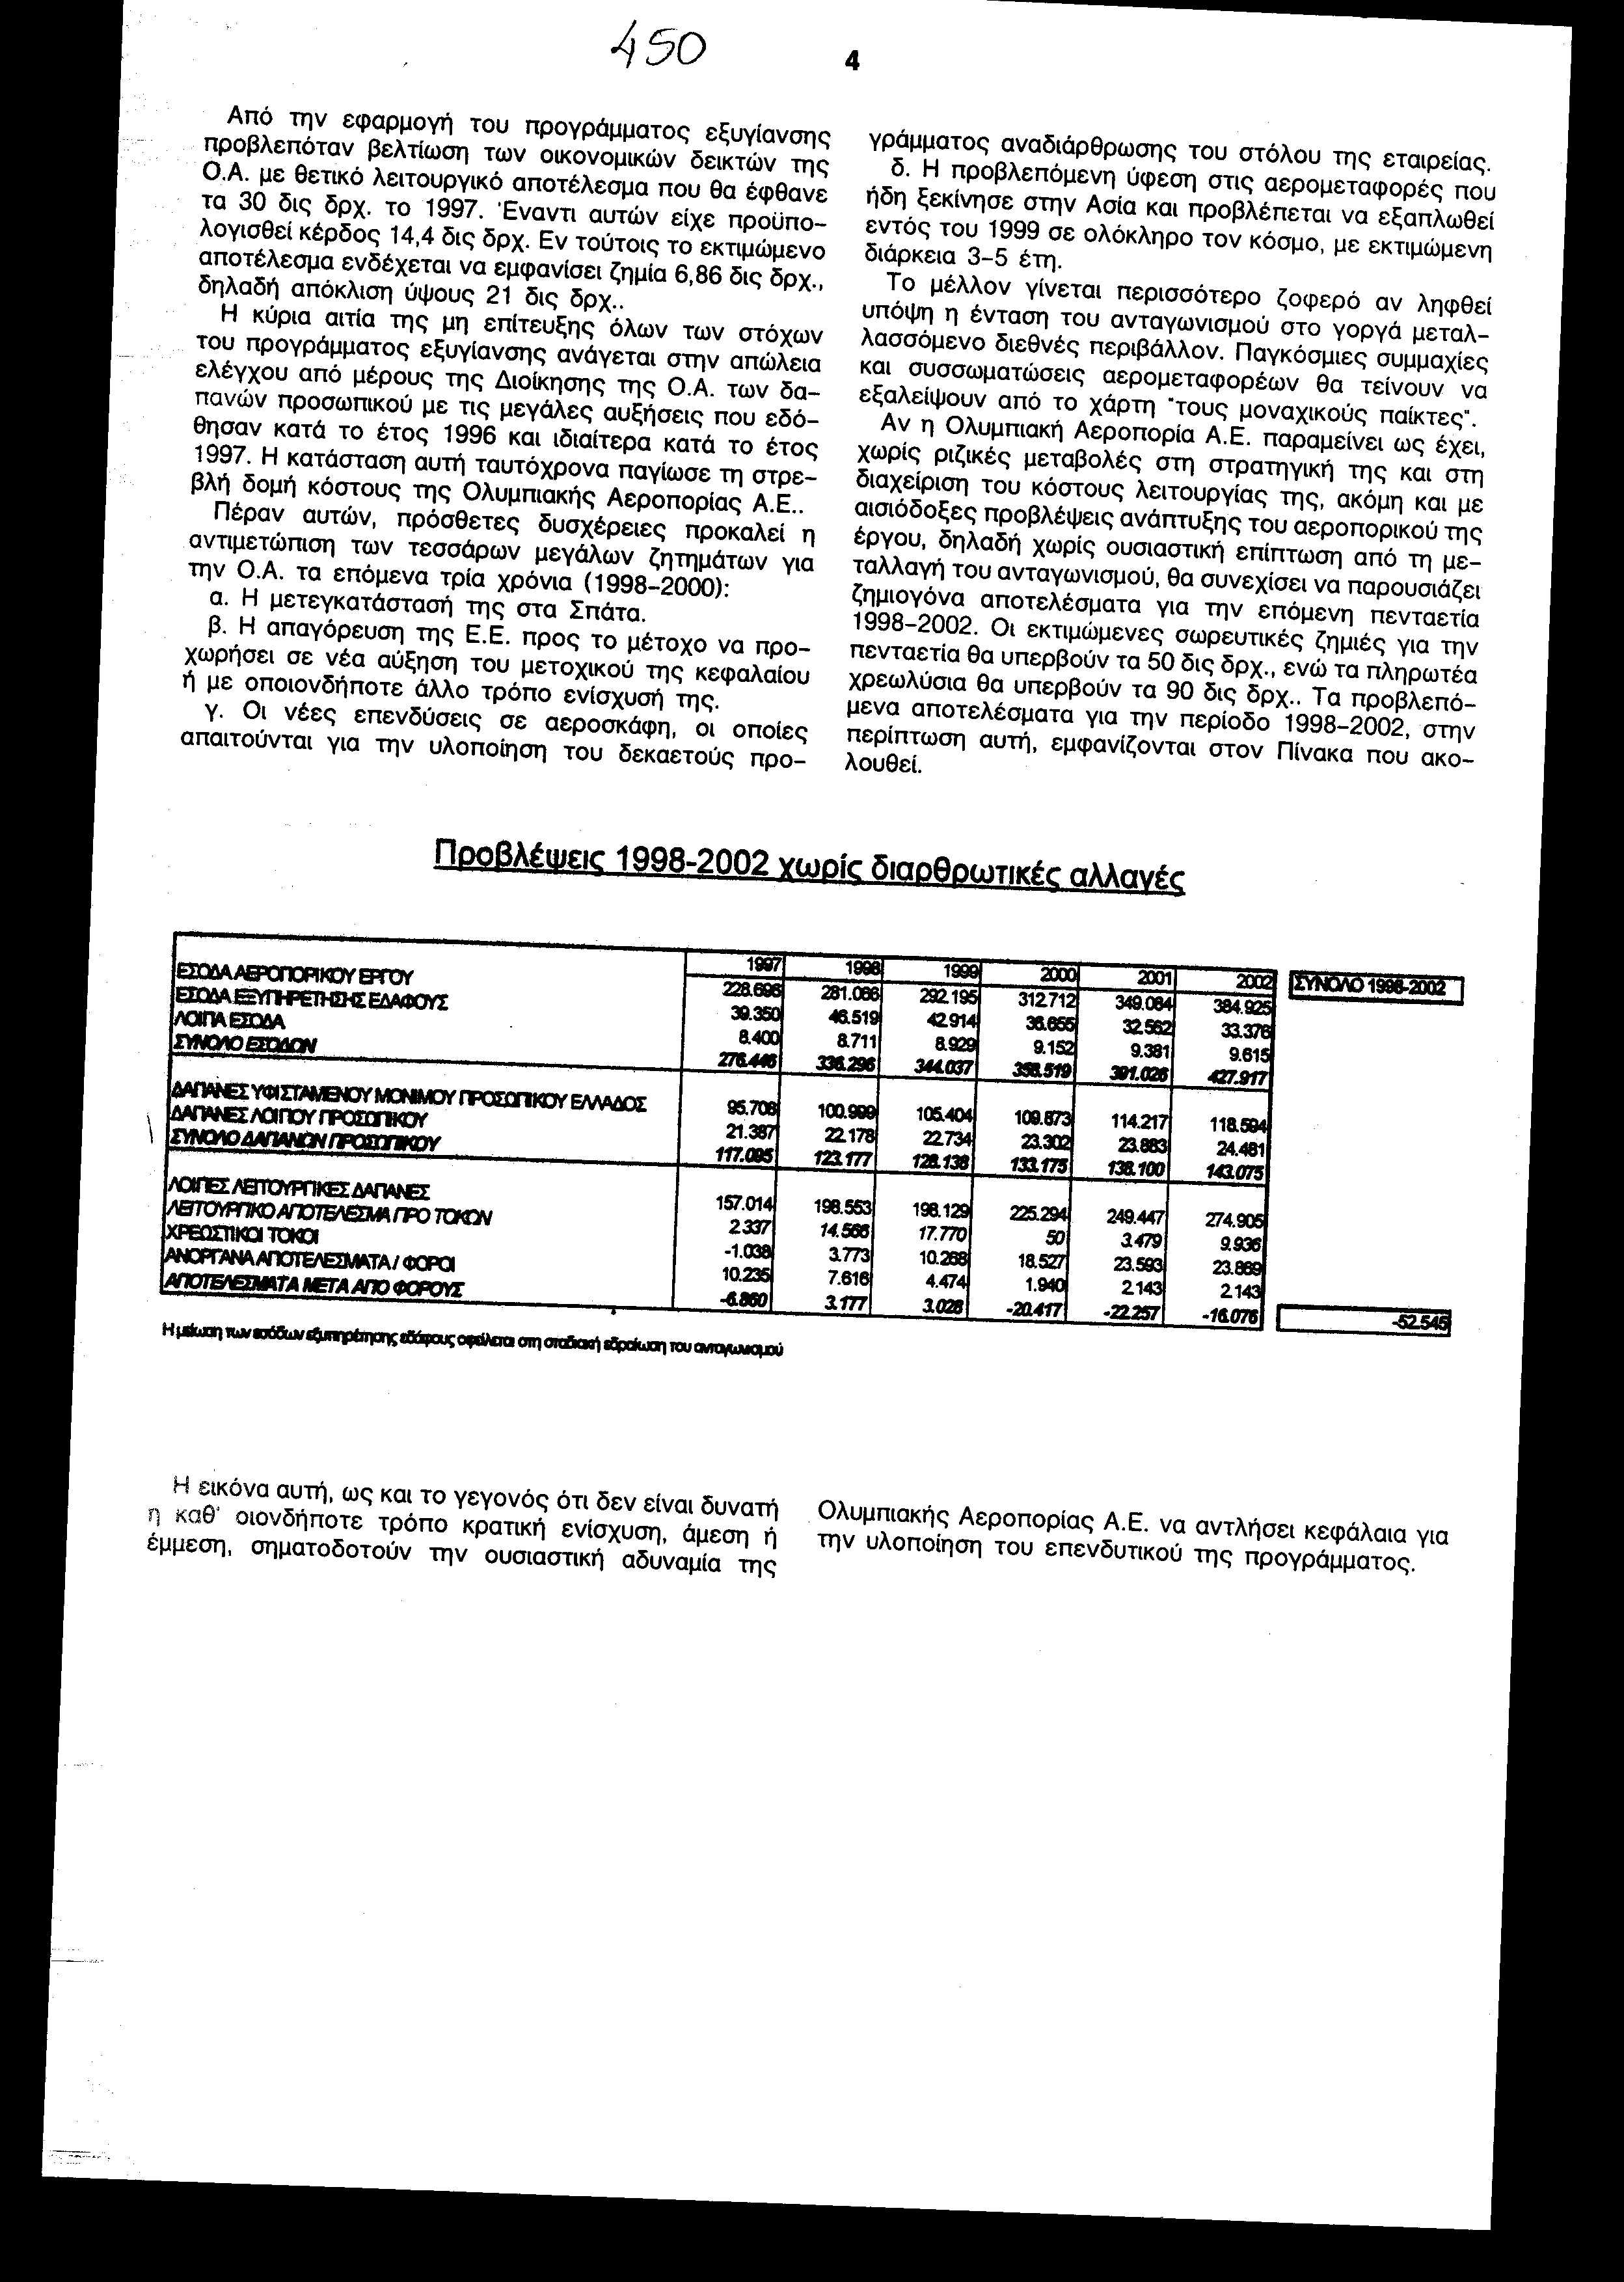 450
4
Από την εφαρμογή του προγράμματος εξυγίανσης
προβλεπόταν βελτίωση των οικονομικών δεικτών της
Ο.Α. με θετικό λειτουργικό αποτέλεσμα που θα έφθανε
τα 30 δις δρχ. το 1997. Έναντι αυτών είχε προϋπο-
λογισθεί κέρδος 14,4 δις δρχ. Εν τούτοις το εκτιμώμενο
αποτέλεσμα ενδέχεται να εμφανίσει ζημία 6,86 δις δρχ.,
δηλαδή απόκλιση ύψους 21 δις δρχ..
Η κύρια αιτία της μη επίτευξης όλων των στόχων
του προγράμματος εξυγίανσης ανάγεται στην απώλεια
ελέγχου από μέρους της Διοίκησης της Ο.Α. των δα-
πανών προσωπικού με τις μεγάλες αυξήσεις που εδό-
θησαν κατά το έτος 1996 και ιδιαίτερα κατά το έτος
1997. Η κατάσταση αυτή ταυτόχρονα παγίωσε τη στρε-
βλή δομή κόστους της Ολυμπιακής Αεροπορίας Α.Ε..
Πέραν αυτών, πρόσθετες δυσχέρειες προκαλεί η
αντιμετώπιση των τεσσάρων μεγάλων ζητημάτων για
την Ο.Α. τα επόμενα τρία χρόνια (1998-2000):
α. Η μετεγκατάστασή της στα Σπάτα.
β. Η απαγόρευση της Ε.Ε. προς το μέτοχο να προ-
χωρήσει σε νέα αύξηση του μετοχικού της κεφαλαίου
ή με οποιονδήποτε άλλο τρόπο ενίσχυσή της.
γ. Οι νέες επενδύσεις σε αεροσκάφη, οι οποίες
απαιτούνται για την υλοποίηση του δεκαετούς προ-
γράμματος αναδιάρθρωσης του στόλου της εταιρείας.
δ. Η προβλεπόμενη ύφεση στις αερομεταφορές που
ήδη ξεκίνησε στην Ασία και προβλέπεται να εξαπλωθεί
εντός του 1999 σε ολόκληρο τον κόσμο, με εκτιμώμενη
διάρκεια 3-5 έτη.
Το μέλλον γίνεται περισσότερο ζοφερό αν ληφθεί
υπόψη η ένταση του ανταγωνισμού στο γοργά μεταλ-
λασσόμενο διεθνές περιβάλλον. Παγκόσμιες συμμαχίες
και συσσωματώσεις αερομεταφορέων θα τείνουν να
εξαλείψουν από το χάρτη "τους μοναχικούς παίκτες".
Αν η Ολυμπιακή Αεροπορία Α.Ε. παραμείνει ως έχει,
χωρίς ριζικές μεταβολές στη στρατηγική της και στη
διαχείριση του κόστους λειτουργίας της, ακόμη και με
αισιόδοξες προβλέψεις ανάπτυξης του αεροπορικού της
έργου, δηλαδή χωρίς ουσιαστική επίπτωση από τη με-
ταλλαγή του ανταγωνισμού, θα συνεχίσει να παρουσιάζει
ζημιογόνα αποτελέσματα για την επόμενη πενταετία
1998-2002. Οι εκτιμώμενες σωρευτικές ζημιές για την
πενταετία θα υπερβούν τα 50 δις δρχ., ενώ τα πληρωτέα
χρεωλύσια θα υπερβούν τα 90 δις δρχ.. Τα προβλεπό-
μενα αποτελέσματα για την περίοδο 1998-2002, στην
περίπτωση αυτή, εμφανίζονται στον Πίνακα που ακο-
λουθεί.
Προβλέψεις 1998-2002 χωρίς διαρθρωτικές αλλαγές
1997 1998 1999 2000 2001 2002 ΣΥΝΟΛΟ 1998-2002
ΕΣΟΔΑ ΑΕΡΟΠΟΡΙΚΟΥ ΕΡΓΟΥ 228.696 281.066 292.195 312.712 349.084 384.925
ΕΣΟΔΑ ΕΞΥΠΗΡΕΤΗΣΗΣ ΕΔΑΦΟΥΣ 39.350 46.519 42.914 36.655 32.562 33.376
ΛΟΙΠΑ ΕΣΟΔΑ 8.400 8.711 8.929 9.152 9.381 9.615
ΣΥΝΟΛΟ ΕΣΟΔΩΝ 276.446 336.296 344.037 358.519 391.026 427.917
ΔΑΠΑΝΕΣ ΥΦΙΣΤΑΜΕΝΟΥ ΜΟΝΙΜΟΥ ΠΡΟΣΩΠΙΚΟΥ ΕΛΛΑΔΟΣ 95.708 100.999 105.404 109.873 114.217 118.594
ΔΑΠΑΝΕΣ ΛΟΙΠΟΥ ΠΡΟΣΩΠΙΚΟΥ 21.387 22.178 22.734 23.302 23.883 24.481
ΣΥΝΟΛΟ ΔΑΠΑΝΩΝ ΠΡΟΣΩΠΙΚΟΥ 117.095 123.177 128.138 133.175 138.100 143.075
ΛΟΙΠΕΣ ΛΕΙΤΟΥΡΓΙΚΕΣ ΔΑΠΑΝΕΣ 157.014 198.553 198.129 225.294 249.447 274.905
ΛΕΙΤΟΥΡΓΙΚΟ ΑΠΟΤΕΛΕΣΜΑ ΠΡΟ ΤΟΚΩΝ 2.337 14.566 17.770 50 3.479 9.936
ΧΡΕΩΣΤΙΚΟΙ ΤΟΚΟΙ -1.038 3.773 10.268 18.527 23.593 23.869
ΑΝΟΡΓΑΝΑ ΑΠΟΤΕΛΕΣΜΑΤΑ / ΦΟΡΟΙ 10.235 7.616 4.474 1.940 2.143 2.143
ΑΠΟΤΕΛΕΣΜΑΤΑ ΜΕΤΑ ΑΠΟ ΦΟΡΟΥΣ -6.860 3.177 3.028 -20.417 -22.257 -16.076 -52.545
Η μείωση των εσόδων εξυπηρέτησης εδάφους οφείλεται στη σταδιακή εδραίωση του ανταγωνισμού
Η εικόνα αυτή, ως και το γεγονός ότι δεν είναι δυνατή
η καθ' οιονδήποτε τρόπο κρατική ενίσχυση, άμεση ή
έμμεση, σηματοδοτούν την ουσιαστική αδυναμία της
Ολυμπιακής Αεροπορίας Α.Ε. να αντλήσει κεφάλαια για
την υλοποίηση του επενδυτικού της προγράμματος.